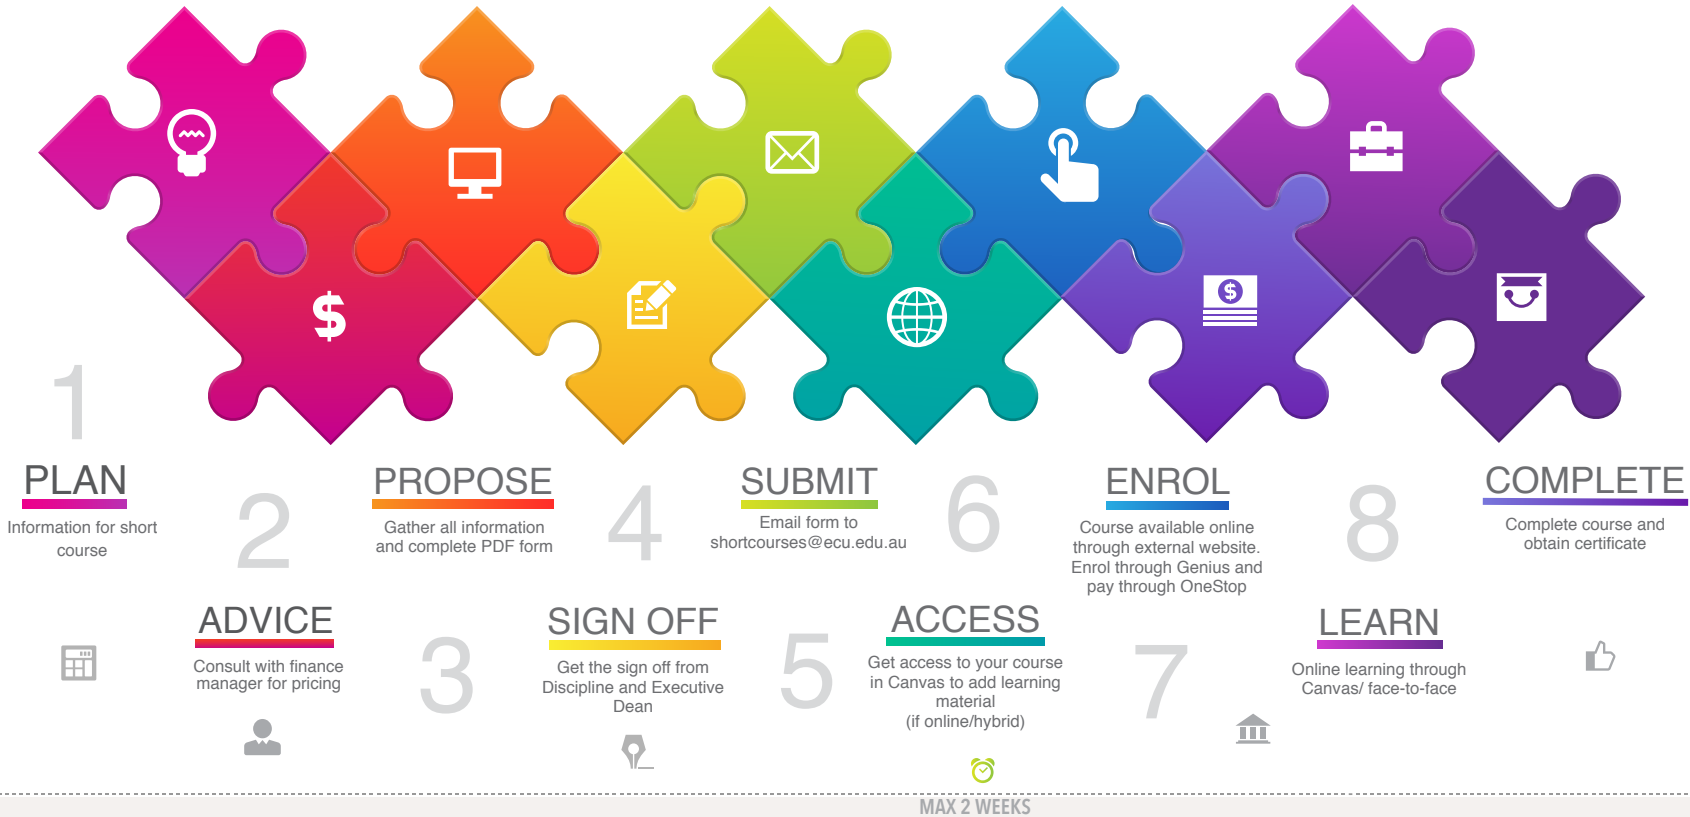 1
PLAN
Information for short
course
2
ADVICE
Consult with finance
manager for pricing
PROPOSE
Gather all information
and complete PDF form
3
SIGN OFF
Get the sign off from
Discipline and Executive
Dean
4
SUBMIT
Email form to
shortcourses@ecu.edu.au
5
ACCESS
Get access to your course
in Canvas to add learning
material
(if online/hybrid)
6
ENROL
Course available online
through external website.
Enrol through Genius and
pay through OneStop
7
LEARN
Online learning through
Canvas/ face-to-face
8
COMPLETE
Complete course and
obtain certificate
$
$
MAX 2 WEEKS